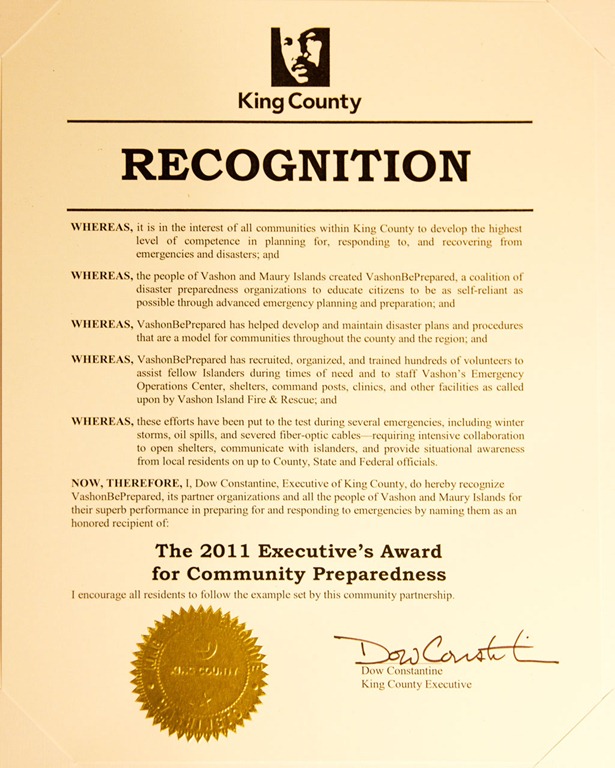 King County
RECOGNITION
WHEREAS, it is in the interest of all communities within King County to develop the highest
level of competence in planning for, responding to, and recovering from
emergencies and disasters; and
WHEREAS, the people of Vashon and Maury Islands created VashonBePrepared, a coalition of
disaster preparedness organizations to educate citizens to be as self-reliant as
possible through advanced emergency planning and preparation; and
WHEREAS, VashonBePrepared has helped develop and maintain disaster plans and procedures
that are a model for communities throughout the county and the region; and
WHEREAS, VashonBePrepared has recruited, organized, and trained hundreds of volunteers to
assist fellow Islanders during times of need and to staff Vashon's Emergency
Operations Center, shelters, command posts, clinics, and other facilities as called
upon by Vashon Island Fire & Rescue; and
WHEREAS, these efforts have been put to the test during several emergencies, including winter
storms, oil spills, and severed fiber-optic cables—requiring intensive collaboration
to open shelters, communicate with islanders, and provide situational awareness
from local residents on up to County, State and Federal officials.
NOW, THEREFORE, I, Dow Constantine, Executive of King County, do hereby recognize
VashonBePrepared, its partner organizations and all the people of Vashon and Maury Islands for
their superb performance in preparing for and responding to emergencies by naming them as an
honored recipient of:
The 2011 Executive's Award
for Community Preparedness
I encourage all residents to follow the example set by this community partnership.
KING COUNTY
Dow Constantine
King County Executive